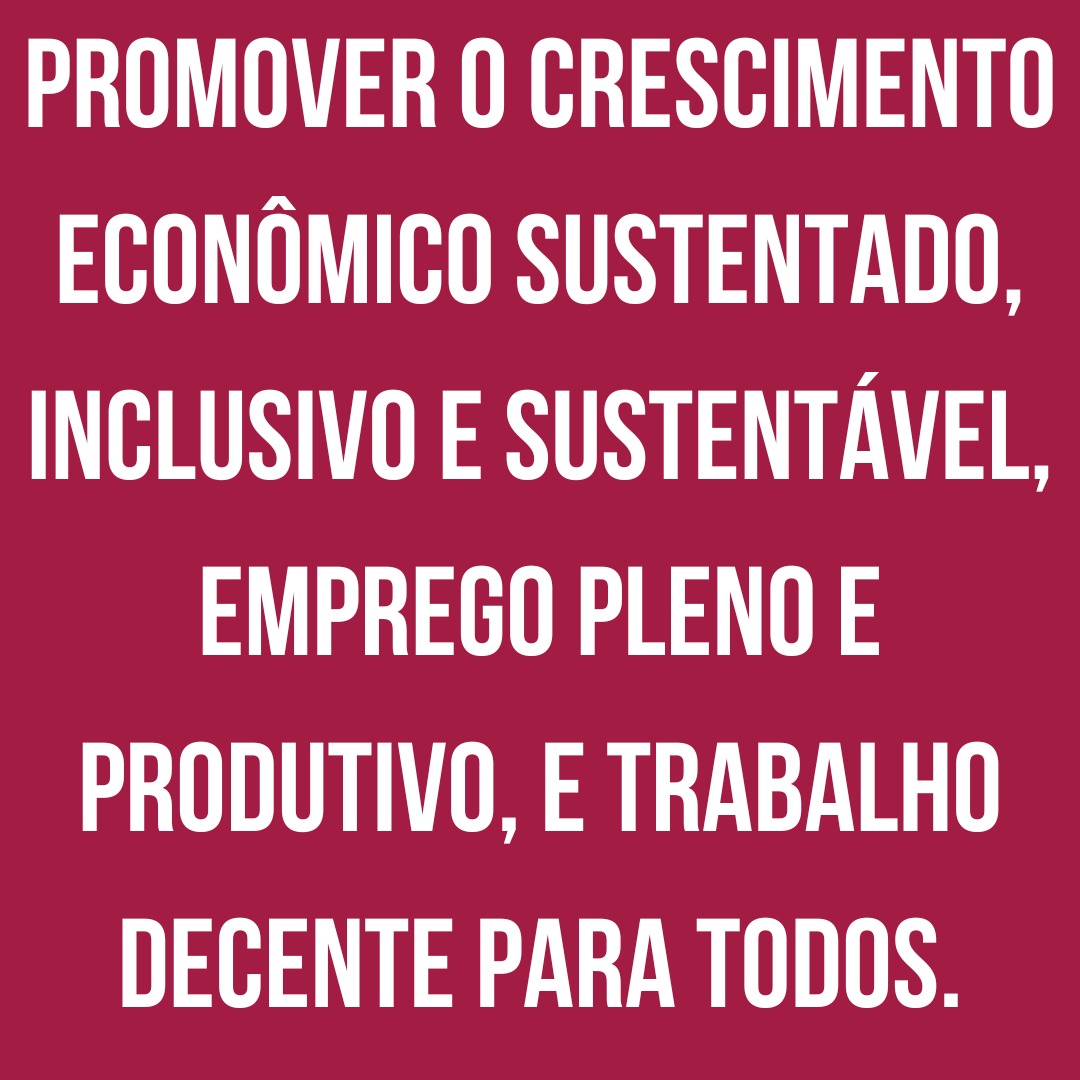 PROMOVER O CRESCIMENTO
ECONÔMICO SUSTENTADO,
INCLUSIVO E SUSTENTÁVEL,
EMPREGO PLENO E
PRODUTIVO, E TRABALHO
DECENTE PARA TODOS.